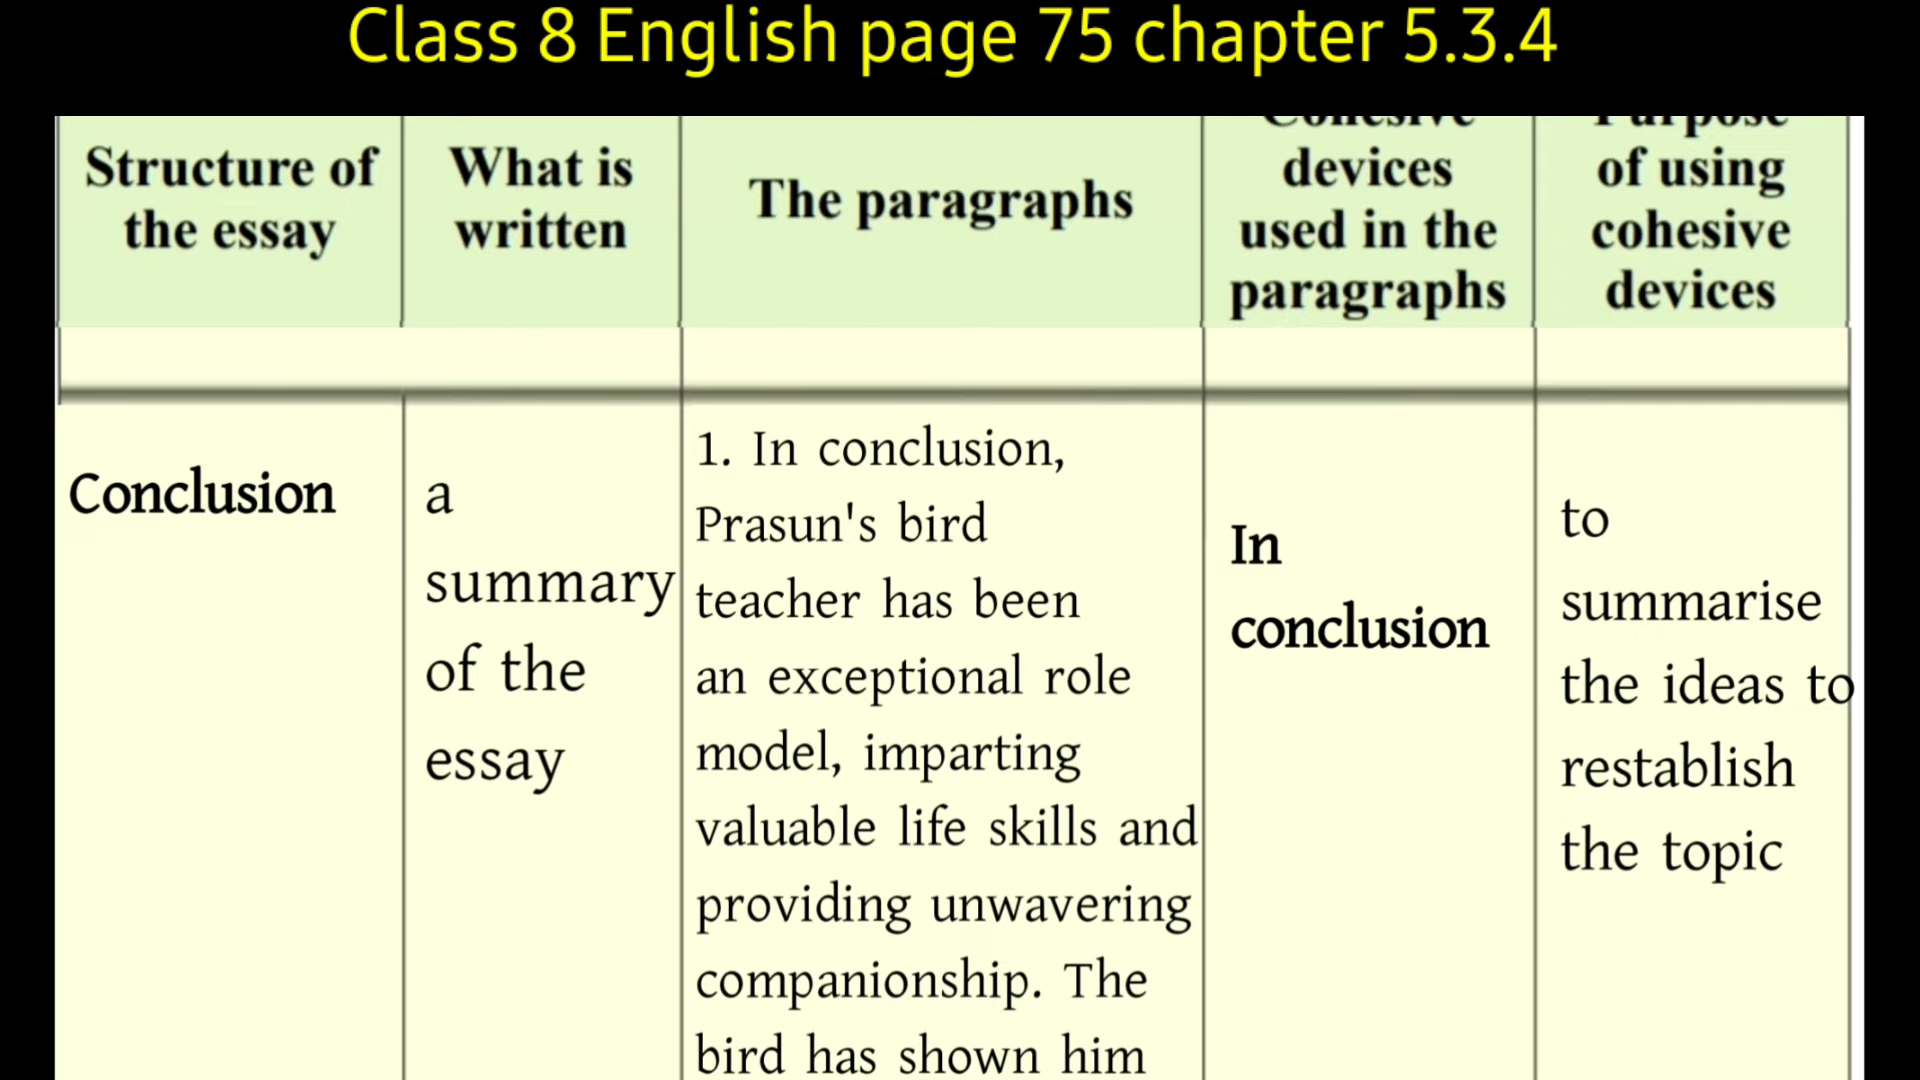 Class 8 English page 75 chapter 5.3.4
Structure of
the essay
What is
written
The paragraphs
Cohesive
devices
used in the
paragraphs
Purpose
of using
cohesive
devices
Conclusion
a
summary
of the
essay
1. In conclusion,
Prasun's bird
teacher has been
an exceptional role
model, imparting
valuable life skills and
providing unwavering
companionship. The
bird has shown him
In
conclusion
to
summarise
the ideas to
restablish
the topic